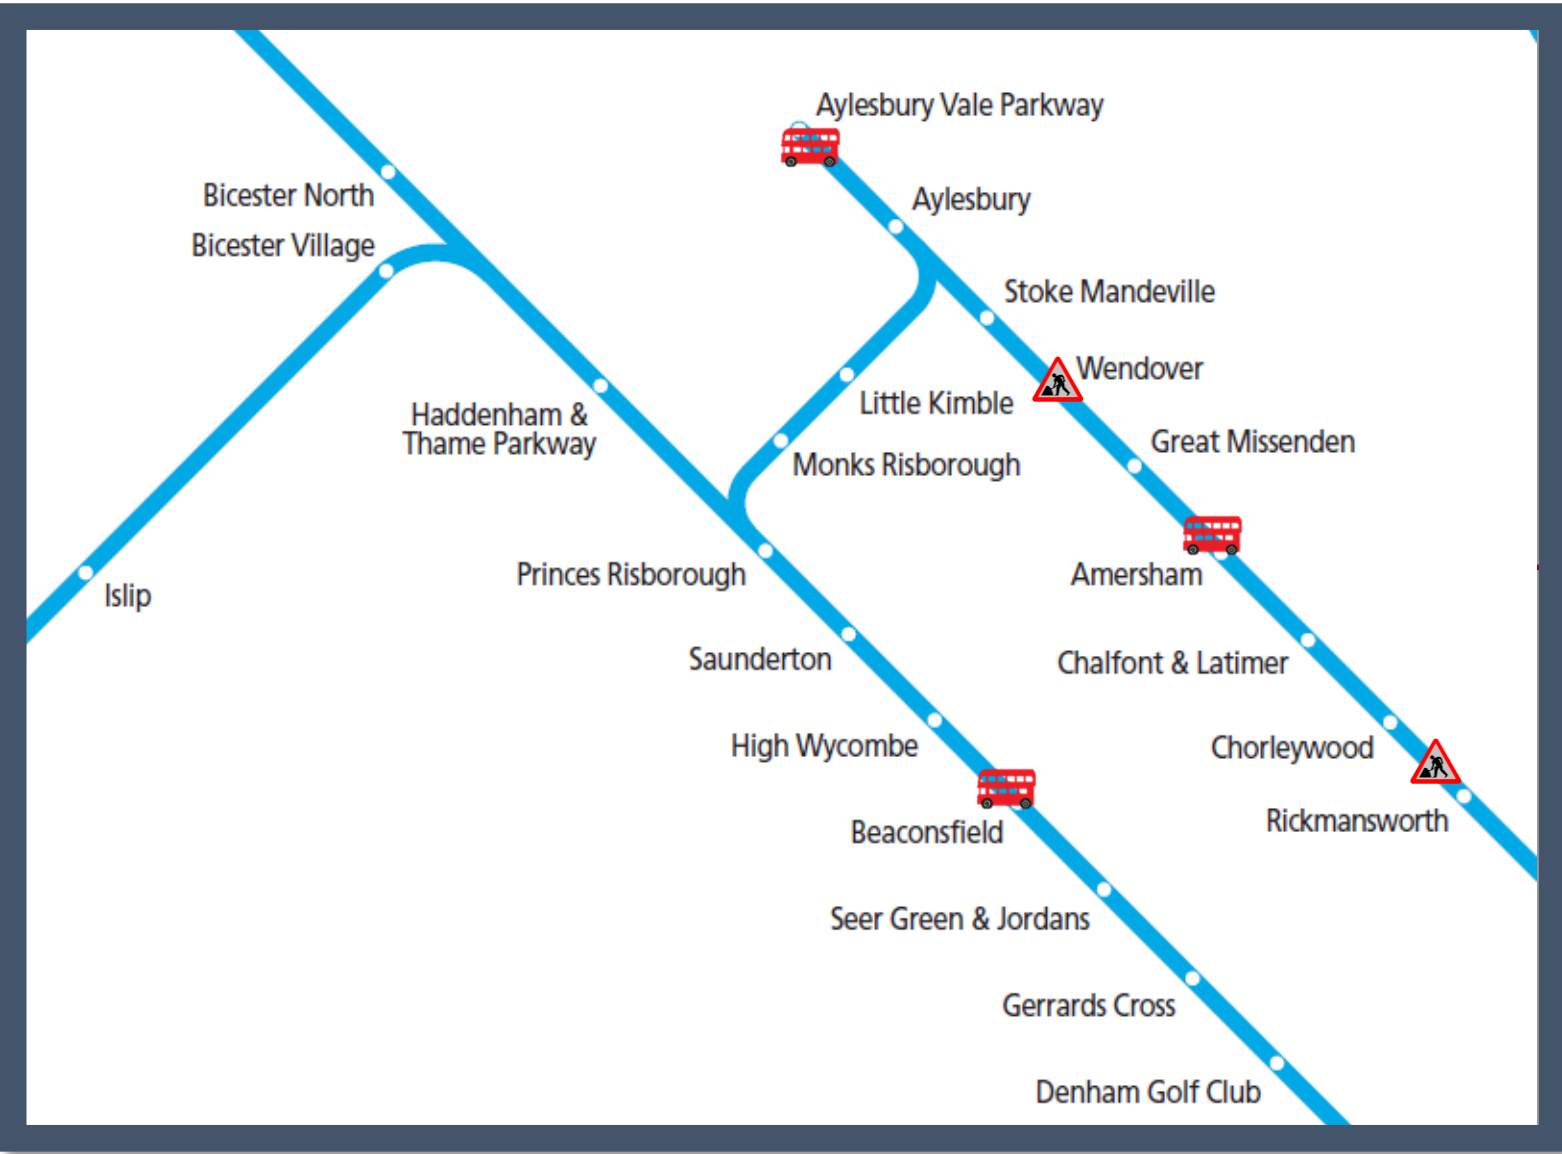 Aylesbury Vale Parkway
Bicester North
Aylesbury
Bicester Village
Stoke Mandeville
Wendover
Little Kimble
Haddenham &
Thame Parkway
Great Missenden
Monks Risborough
Princes Risborough
Amersham
Islip
Saunderton
Chalfont & Latimer
High Wycombe
Chorleywood
Beaconsfield
Rickmansworth
Seer Green & Jordans
Gerrards Cross
Denham Golf Club